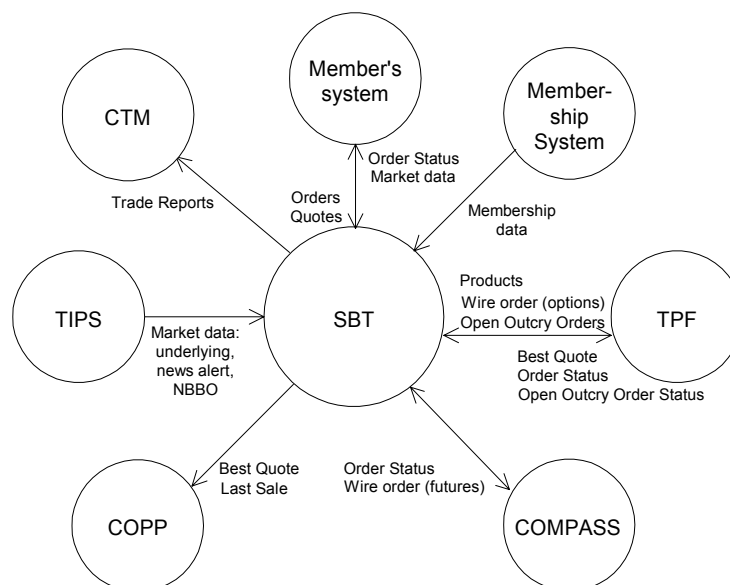 Member's
system
Member-
ship
System
CTM
Order Status
Market data
Orders
Quotes
Trade Reports
Membership
data
Products
Wire order (options)
Open Outcry Orders
TIPS
SBT
TPF
Market data:
underlying,
news alert,
NBBO
Best Quote
Order Status
Open Outcry Order Status
Best Quote
Last Sale
Order Status
Wire order (futures)
COPP
COMPASS